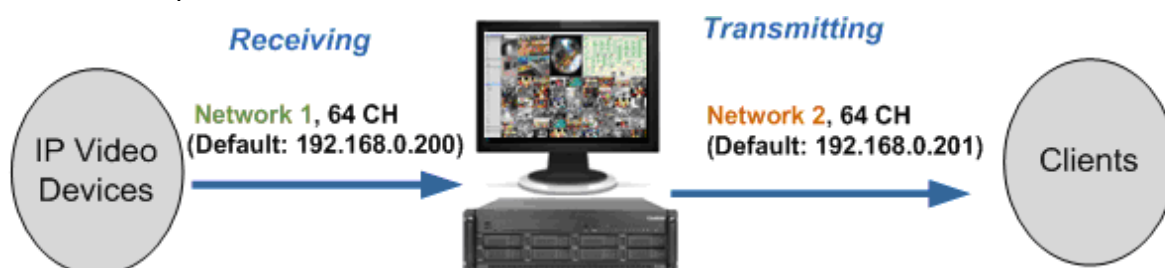 Receiving
Transmitting
Network 1, 64 CH
(Default: 192.168.0.200)
Network 2, 64 CH
(Default: 192.168.0.201)
IP Video
Devices
Clients